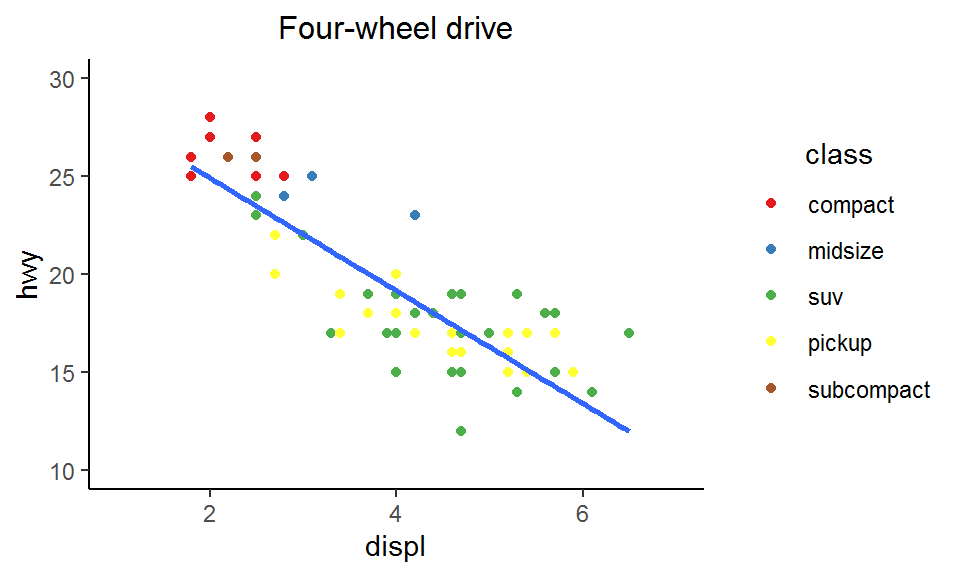 Four-wheel drive
30
25
20
15
10
hwy
2 4 6
displ
class
compact
midsize
suv
pickup
subcompact